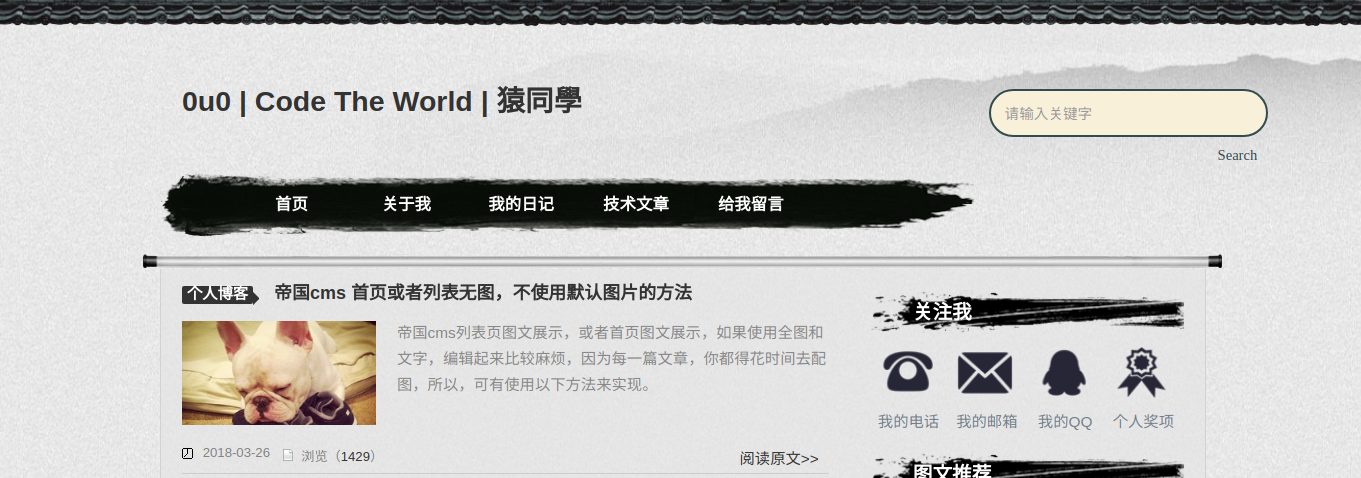 0u0 | Code The World | 猿同學
请输入关键字
Search
首页 关于我 我的日记 技术文章 给我留言
个人博客 帝国cms 首页或者列表无图，不使用默认图片的方法
帝国cms列表页图文展示，或者首页图文展示，如果使用全图和
文字，编辑起来比较麻烦，因为每一篇文章，你都得花时间去配
图，所以，可有使用以下方法来实现。
2018-03-26 浏览（1429）
阅读原文>>
关注我
我的电话 我的邮箱 我的QQ 个人奖项
图文推荐